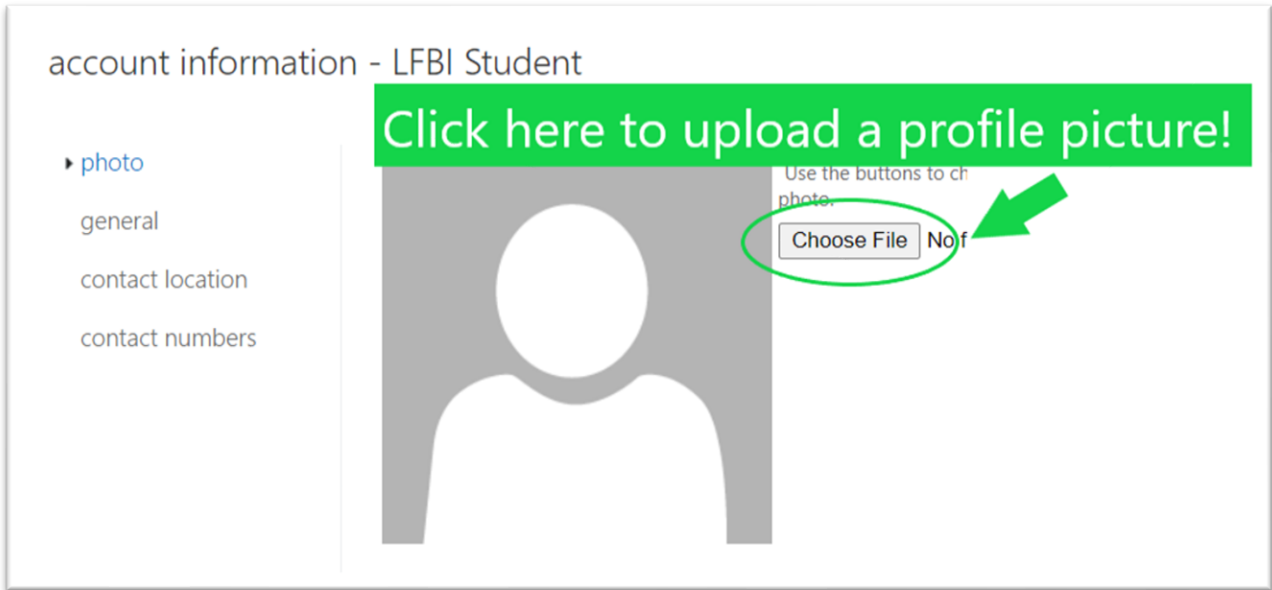 account information - LFBI Student
Click here to upload a profile picture!
photo
general
contact location
contact numbers
Use the buttons to
photo.
Choose File No